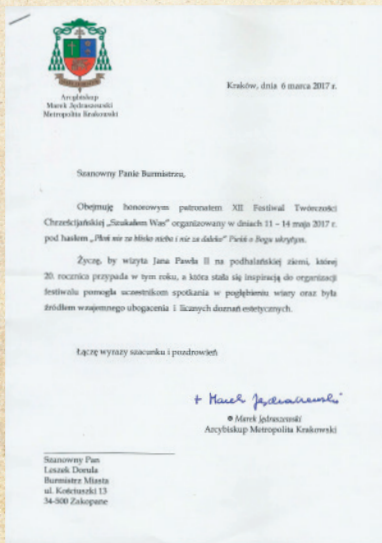 Arcybiskup
Marek Jędraszewski
Metropolita Krakowski
Kraków, dnia 6 marca 2017 r.
Szanowny Panie Burmistrzu,
Obejmuję honorowym patronatem XII Festiwal Twórczości
Chrześcijańskiej „Szukałem Was" organizowany w dniach 11 – 14 maja 2017 r.
pod hasłem „Płoń nie za blisko nieba i nie za daleko" Pieśń o Bogu ukrytym.
Życzę, by wizyta Jana Pawła II na podhalańskiej ziemi, której
20. rocznica przypada w tym roku, a która stała się inspiracją do organizacji
festiwalu pomogła uczestnikom spotkania w pogłębieniu wiary oraz była
źródłem wzajemnego ubogacenia i licznych doznań estetycznych.
Łączę wyrazy szacunku i pozdrowień
+ Marek Jędraszewski
Marek Jędraszewski
Arcybiskup Metropolita Krakowski
Szanowny Pan
Leszek Dorula
Burmistrz Miasta
ul. Kościuszki 13
34-500 Zakopane